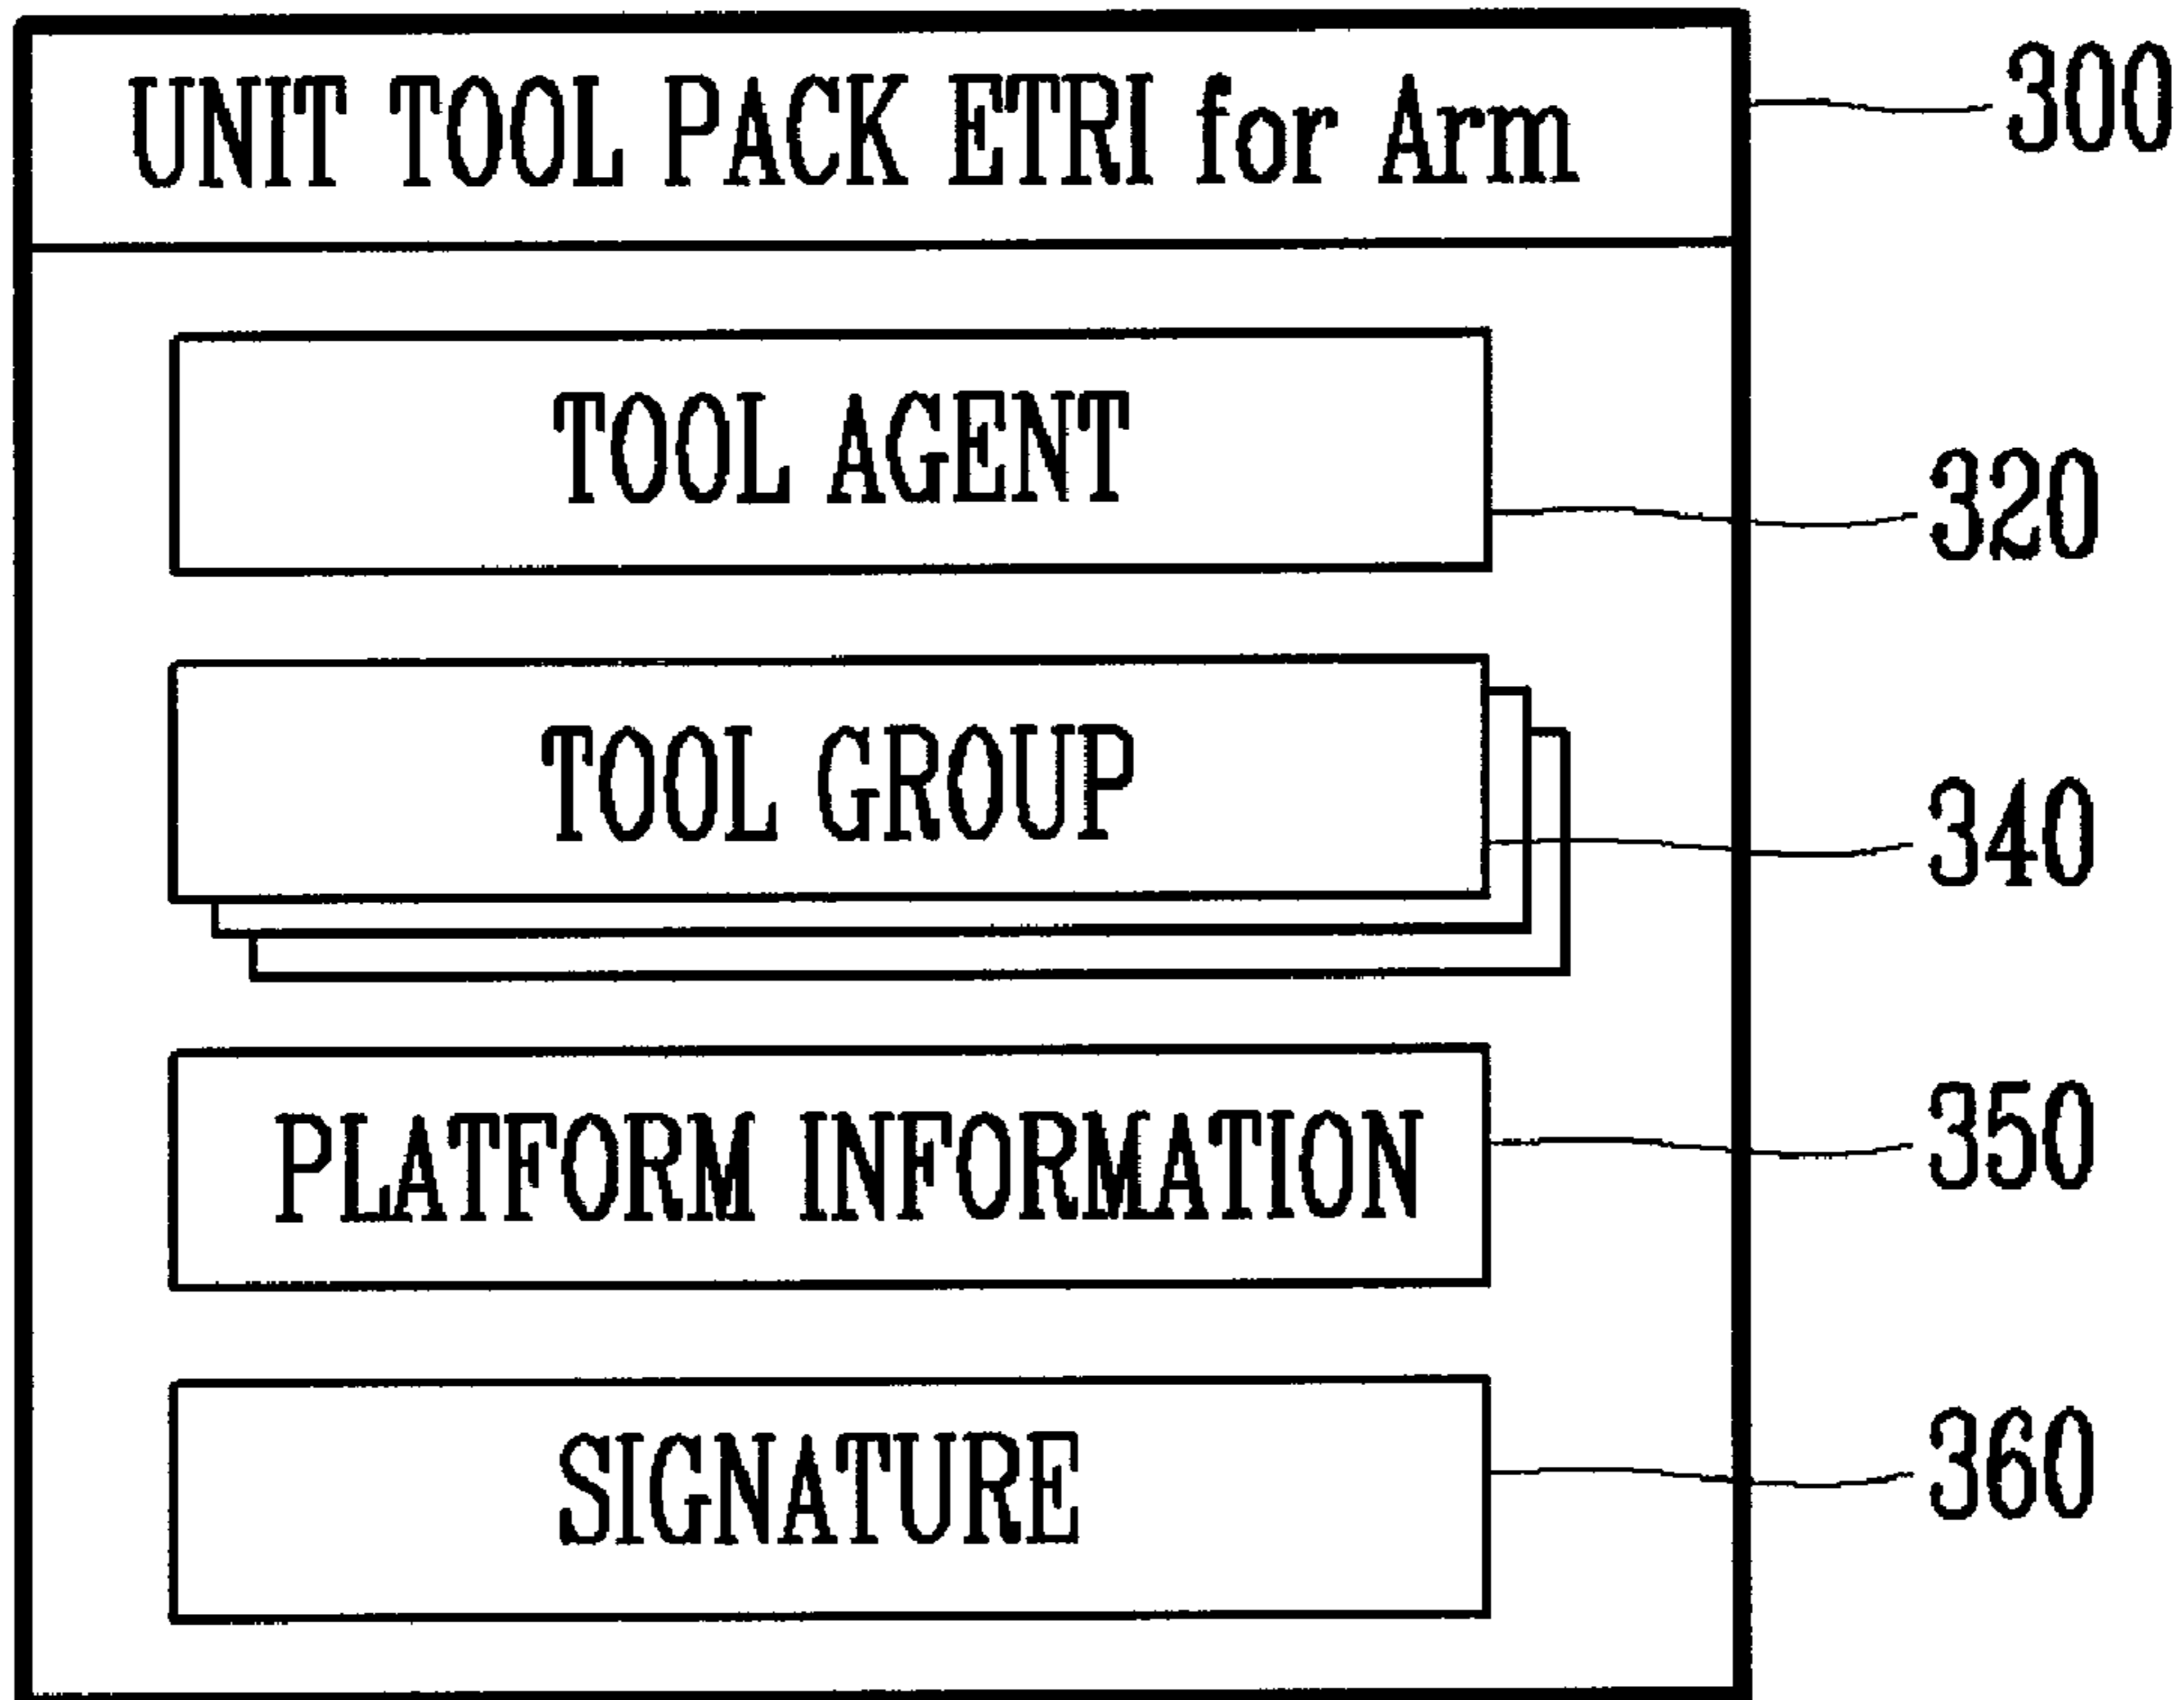 UNIT TOOL PACK ETRI for Arm
300
TOOL AGENT
320
TOOL GROUP
340
PLATFORM INFORMATION
350
SIGNATURE
360